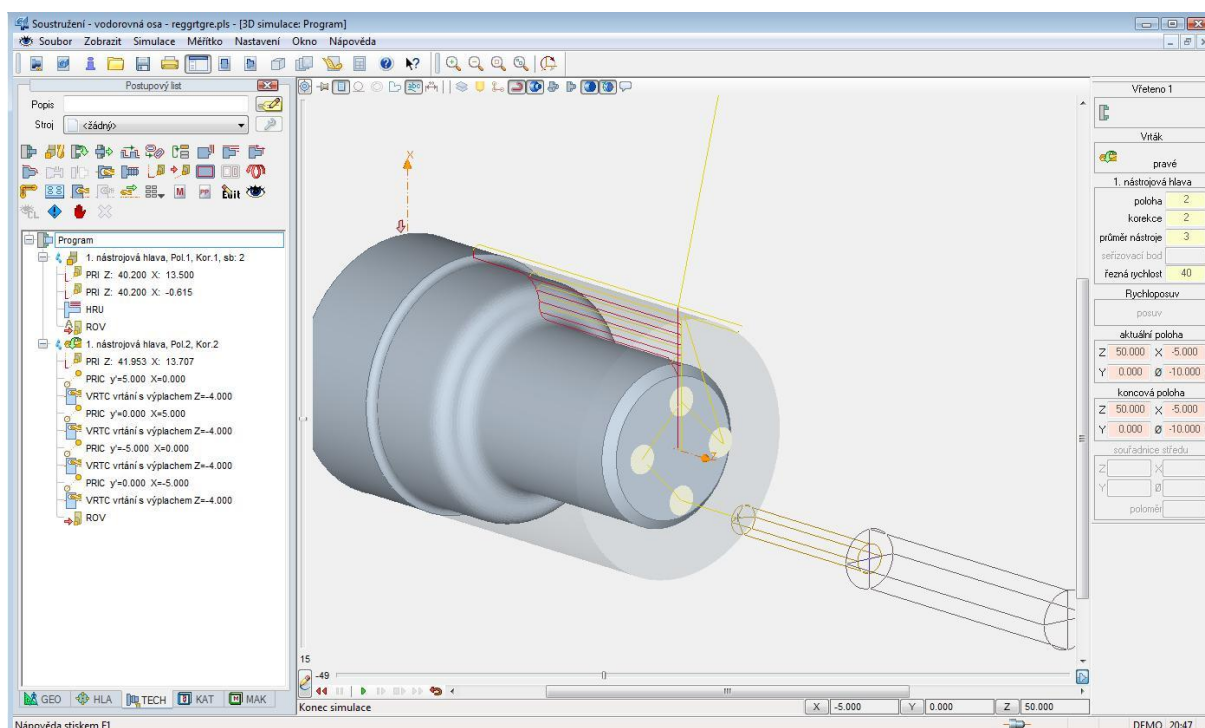 Soustružení - vodorovná osa - reggrtgre.pls - [3D simulace: Program]
Soubor Zobrazit Simulace Měřítko Nastavení Okno Nápověda
Postupový list
Popis
Stroj <žádný>
Edit
Program
1. nástrojová hlava, Pol.1, Kor.1, sb: 2
PRI Z: 40.200 X: 13.500
PRI Z: 40.200 X: -0.615
HRU
ROV
1. nástrojová hlava, Pol.2, Kor.2
PRI Z: 41.953 X: 13.707
PRIC y'=5.000 X=0.000
VRTC vrtání s výplachem Z=-4.000
PRIC y'=0.000 X=5.000
VRTC vrtání s výplachem Z=-4.000
PRIC y'=-5.000 X=0.000
VRTC vrtání s výplachem Z=-4.000
PRIC y'=0.000 X=-5.000
VRTC vrtání s výplachem Z=-4.000
ROV
GEO HLA TECH KAT MAK
X
Z
15
-49
Konec simulace
X -5.000 Y 0.000 Z 50.000
Vřeteno 1
Vrták
pravé
1. nástrojová hlava
poloha 2
korekce 2
průměr nástroje 3
seřizovací bod
řezná rychlost 40
Rychloposuv
posuv
aktuální poloha
Z 50.000 X -5.000
Y 0.000 Ø -10.000
koncová poloha
Z 50.000 X -5.000
Y 0.000 Ø -10.000
souřadnice středu
Z X
Y Ø
poloměr
Nápověda stiskem F1
DEMO 20:47